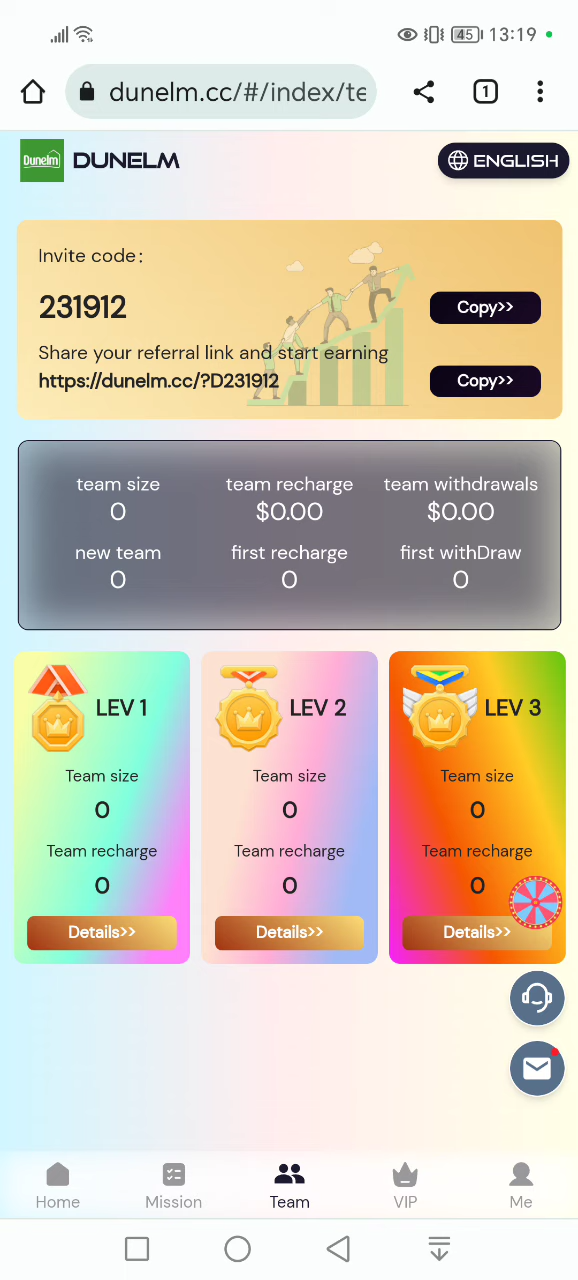 45 13:19
dunelm.cc/#/index/te
1
Dunelm DUNELM ENGLISH
Invite code:
231912 Copy>>
Share your referral link and start earning
https://dunelm.cc/?D231912 Copy>>
team size team recharge team withdrawals
0 $0.00 $0.00
new team first recharge first withDraw
0 0 0
LEV 1 LEV 2 LEV 3
Team size Team size Team size
0 0 0
Team recharge Team recharge Team recharge
0 0 0
Details>> Details>> Details>>
Home Mission Team VIP Me